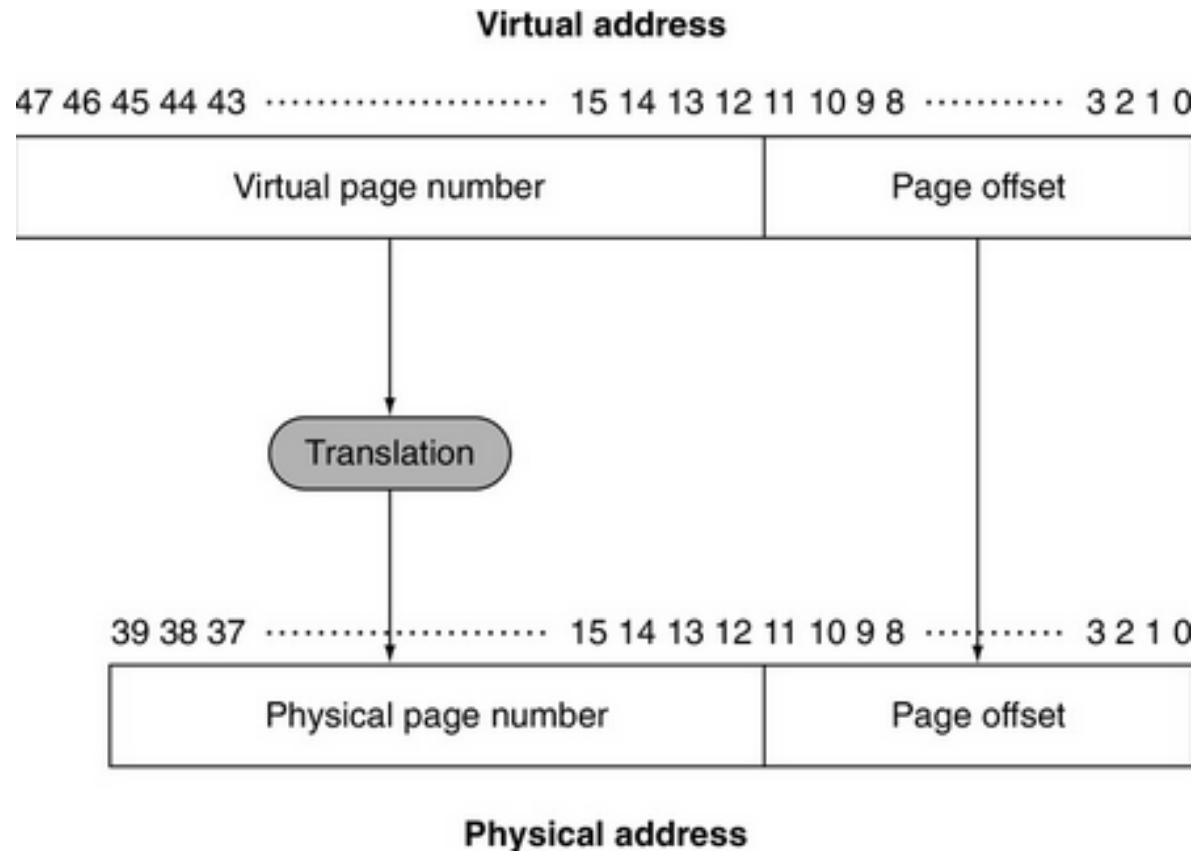 Virtual address
47 46 45 44 43 ····················· 15 14 13 12 11 10 9 8 ··········· 3 2 1 0
Virtual page number Page offset
Translation
39 38 37 ····················· 15 14 13 12 11 10 9 8 ··········· 3 2 1 0
Physical page number Page offset
Physical address